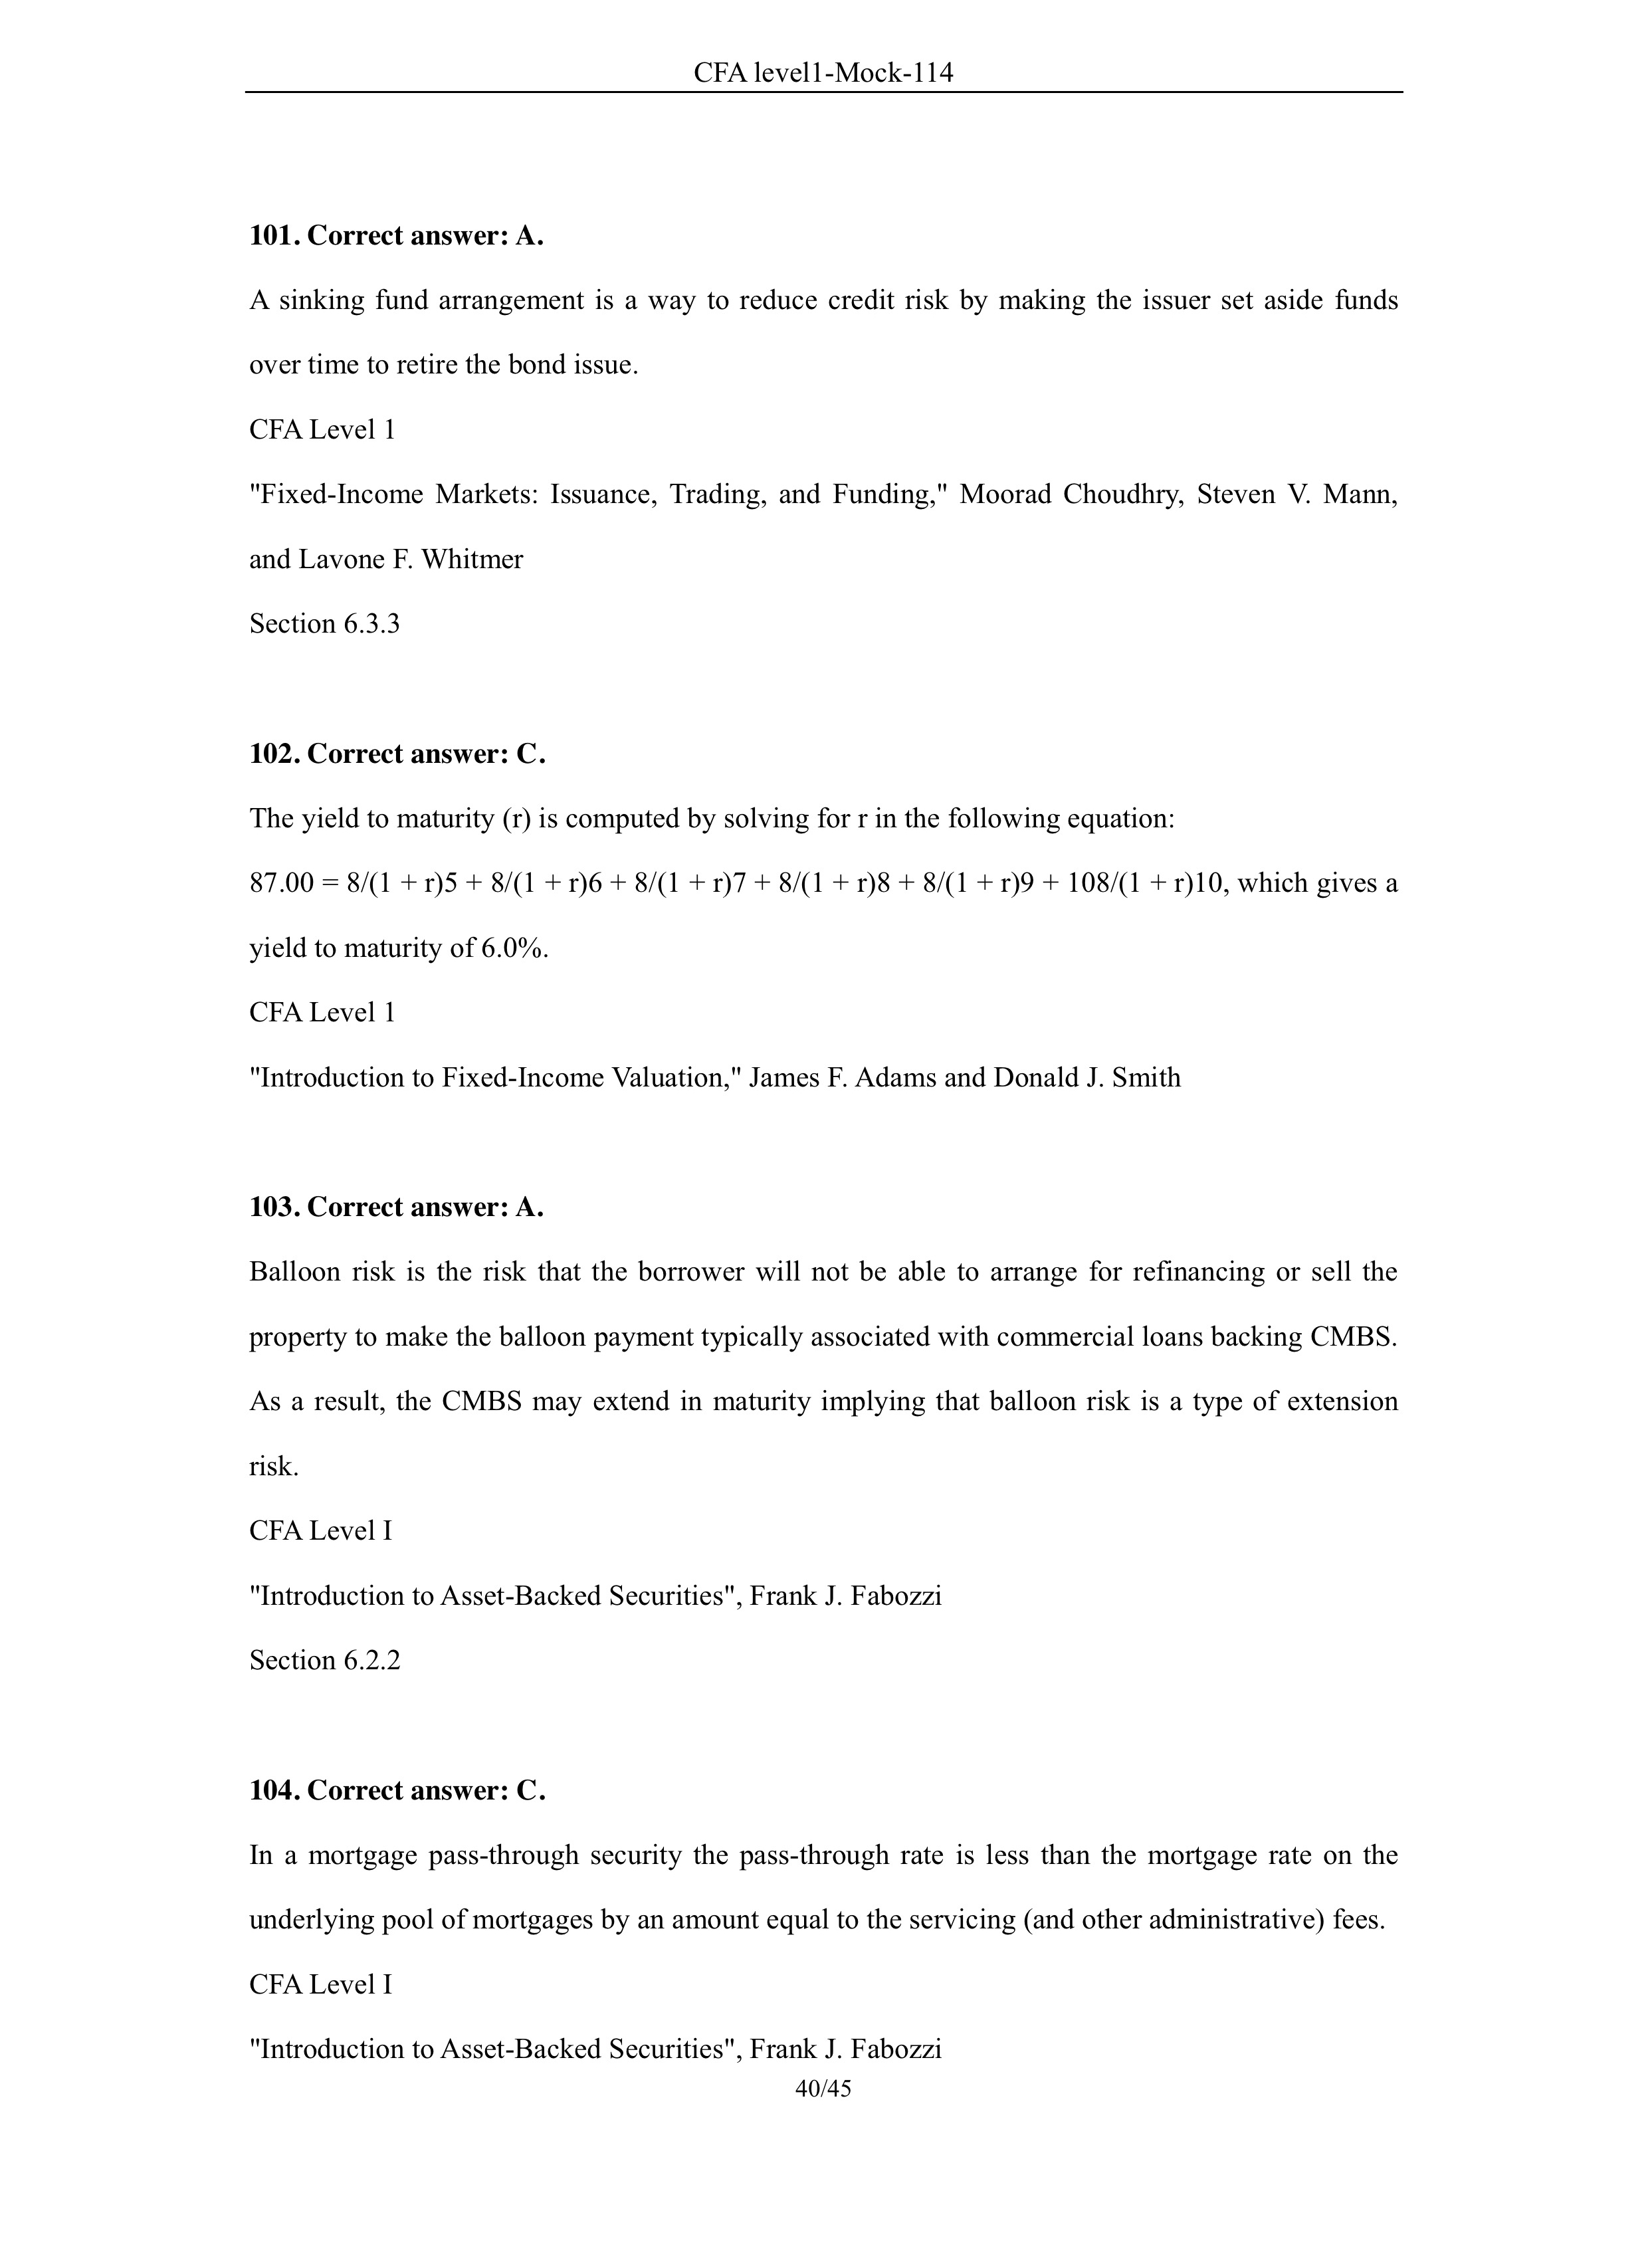 CFA level1-Mock-114
101. Correct answer: A.
A sinking fund arrangement is a way to reduce credit risk by making the issuer set aside funds
over time to retire the bond issue.
CFA Level 1
"Fixed-Income Markets: Issuance, Trading, and Funding," Moorad Choudhry, Steven V. Mann,
and Lavone F. Whitmer
Section 6.3.3
102. Correct answer: C.
The yield to maturity (r) is computed by solving for r in the following equation:
87.00 = 8/(1 + r)5 + 8/(1 + r)6 + 8/(1 + r)7 + 8/(1 + r)8 + 8/(1 + r)9 + 108/(1 + r)10, which gives a
yield to maturity of 6.0%.
CFA Level 1
"Introduction to Fixed-Income Valuation," James F. Adams and Donald J. Smith
103. Correct answer: A.
Balloon risk is the risk that the borrower will not be able to arrange for refinancing or sell the
property to make the balloon payment typically associated with commercial loans backing CMBS.
As a result, the CMBS may extend in maturity implying that balloon risk is a type of extension
risk.
CFA Level I
"Introduction to Asset-Backed Securities", Frank J. Fabozzi
Section 6.2.2
104. Correct answer: C.
In a mortgage pass-through security the pass-through rate is less than the mortgage rate on the
underlying pool of mortgages by an amount equal to the servicing (and other administrative) fees.
CFA Level I
"Introduction to Asset-Backed Securities", Frank J. Fabozzi
40/45